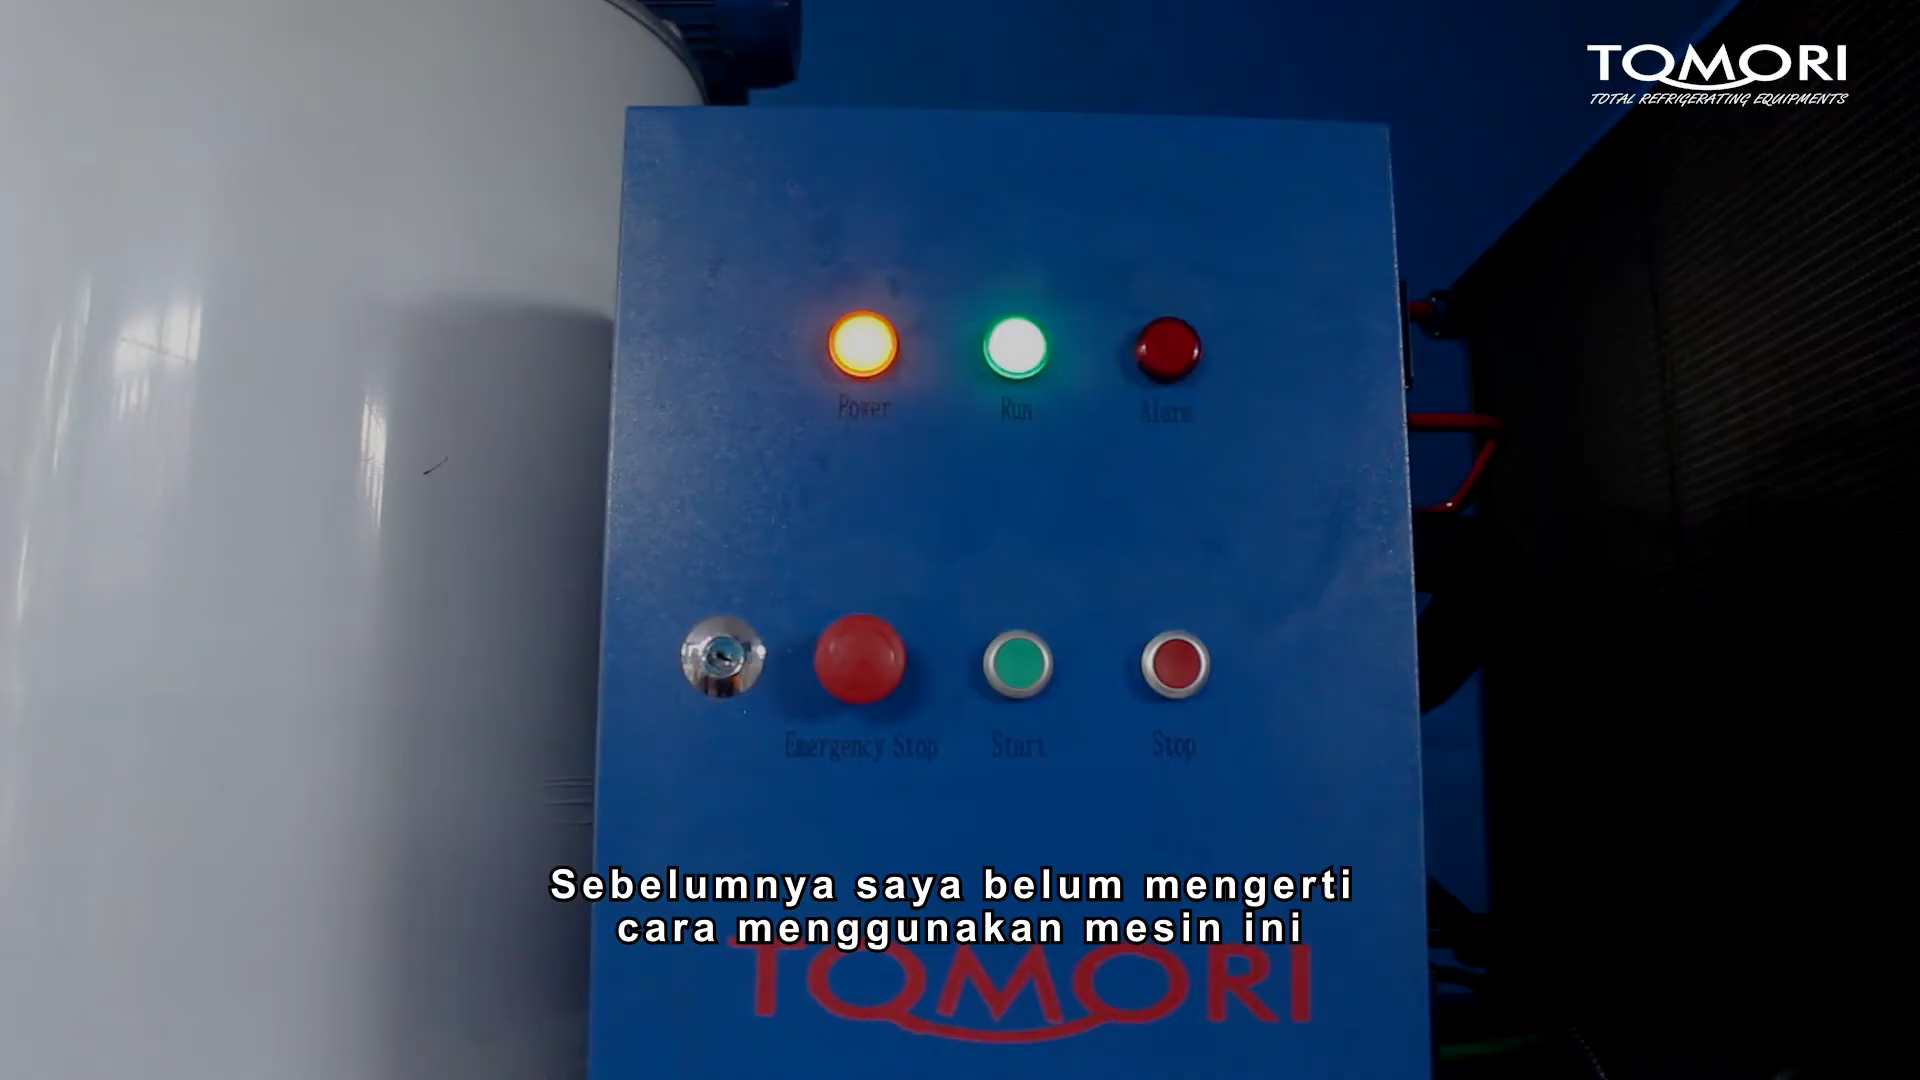 TOMORI
TOTAL REFRIGERATING EQUIPMENTS
Power Run Alarm
Emergency Stop Start Stop
Sebelumnya saya belum mengerti
cara menggunakan mesin ini
TOMORI